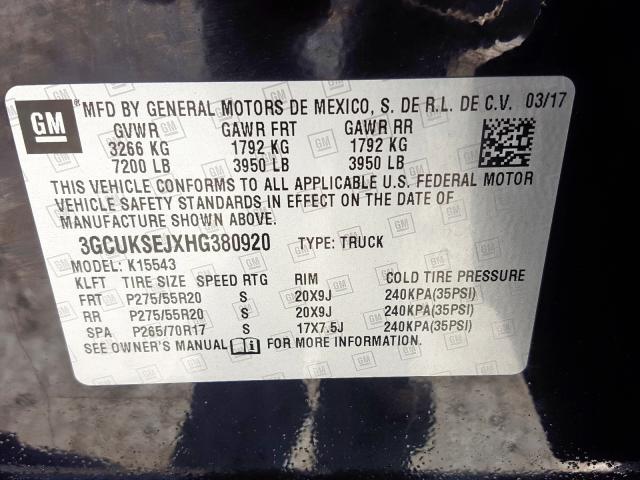 GM
® MFD BY GENERAL MOTORS DE MEXICO, S. DE R.L. DE C.V. 03/17
GVWR GAWR FRT GAWR RR
3266 KG 1792 KG 1792 KG
7200 LB 3950 LB 3950 LB
THIS VEHICLE CONFORMS TO ALL APPLICABLE U.S. FEDERAL MOTOR
VEHICLE SAFETY STANDARDS IN EFFECT ON THE DATE OF
MANUFACTURE SHOWN ABOVE.
3GCUKSEJXHG380920 TYPE: TRUCK
MODEL: K15543
KLFT TIRE SIZE SPEED RTG RIM COLD TIRE PRESSURE
FRT P275/55R20 S 20X9J 240KPA(35PSI)
RR P275/55R20 S 20X9J 240KPA(35PSI)
SPA P265/70R17 S 17X7.5J 240KPA(35PSI)
SEE OWNER'S MANUAL FOR MORE INFORMATION.